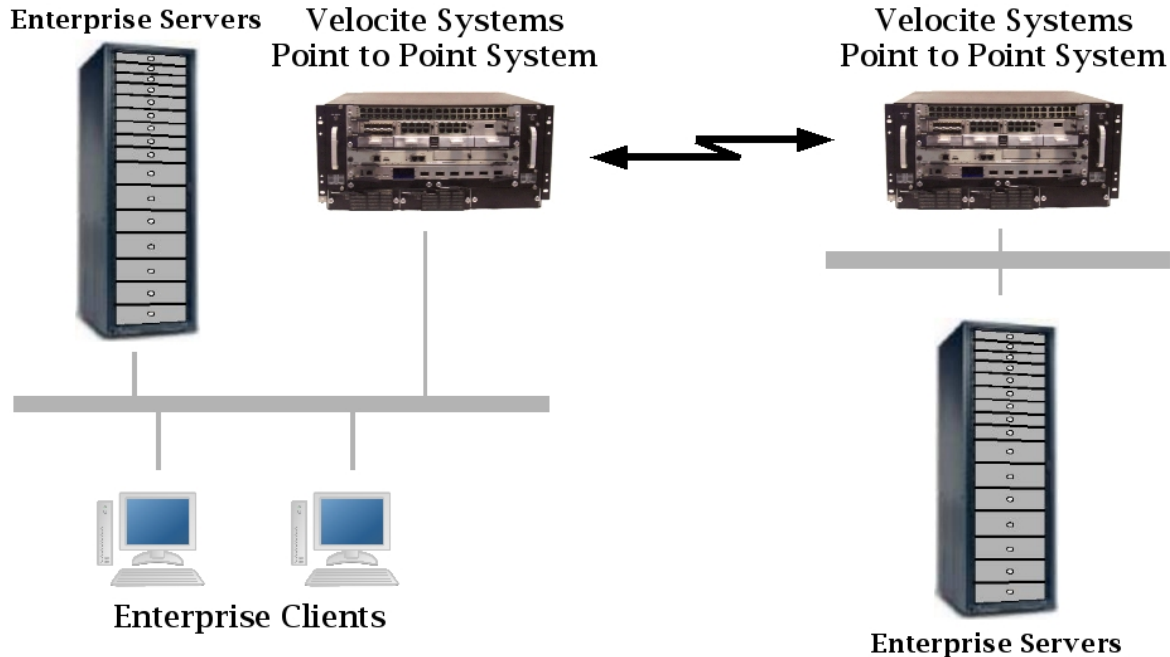 Enterprise Servers
Velocite Systems
Point to Point System
Velocite Systems
Point to Point System
Enterprise Clients
Enterprise Servers